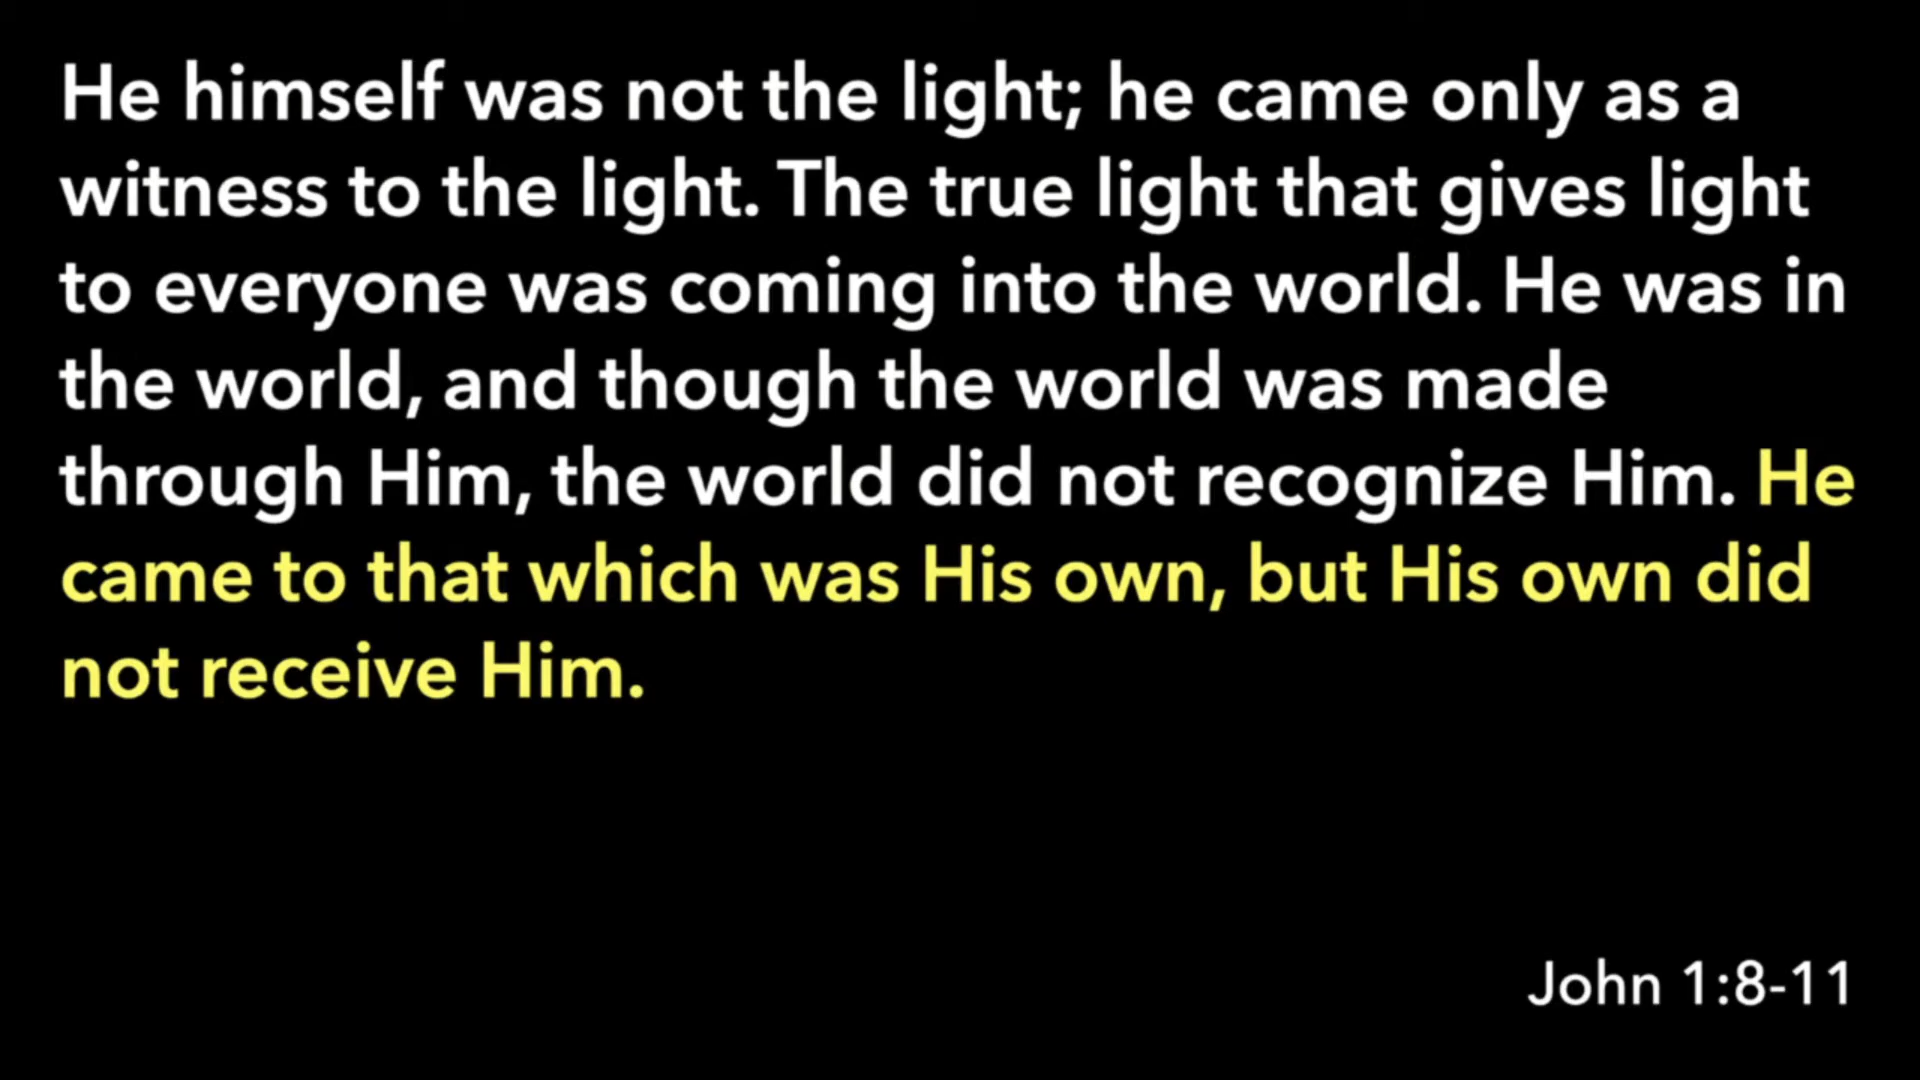 He himself was not the light; he came only as a
witness to the light. The true light that gives light
to everyone was coming into the world. He was in
the world, and though the world was made
through Him, the world did not recognize Him. He
came to that which was His own, but His own did
not receive Him.
John 1:8-11